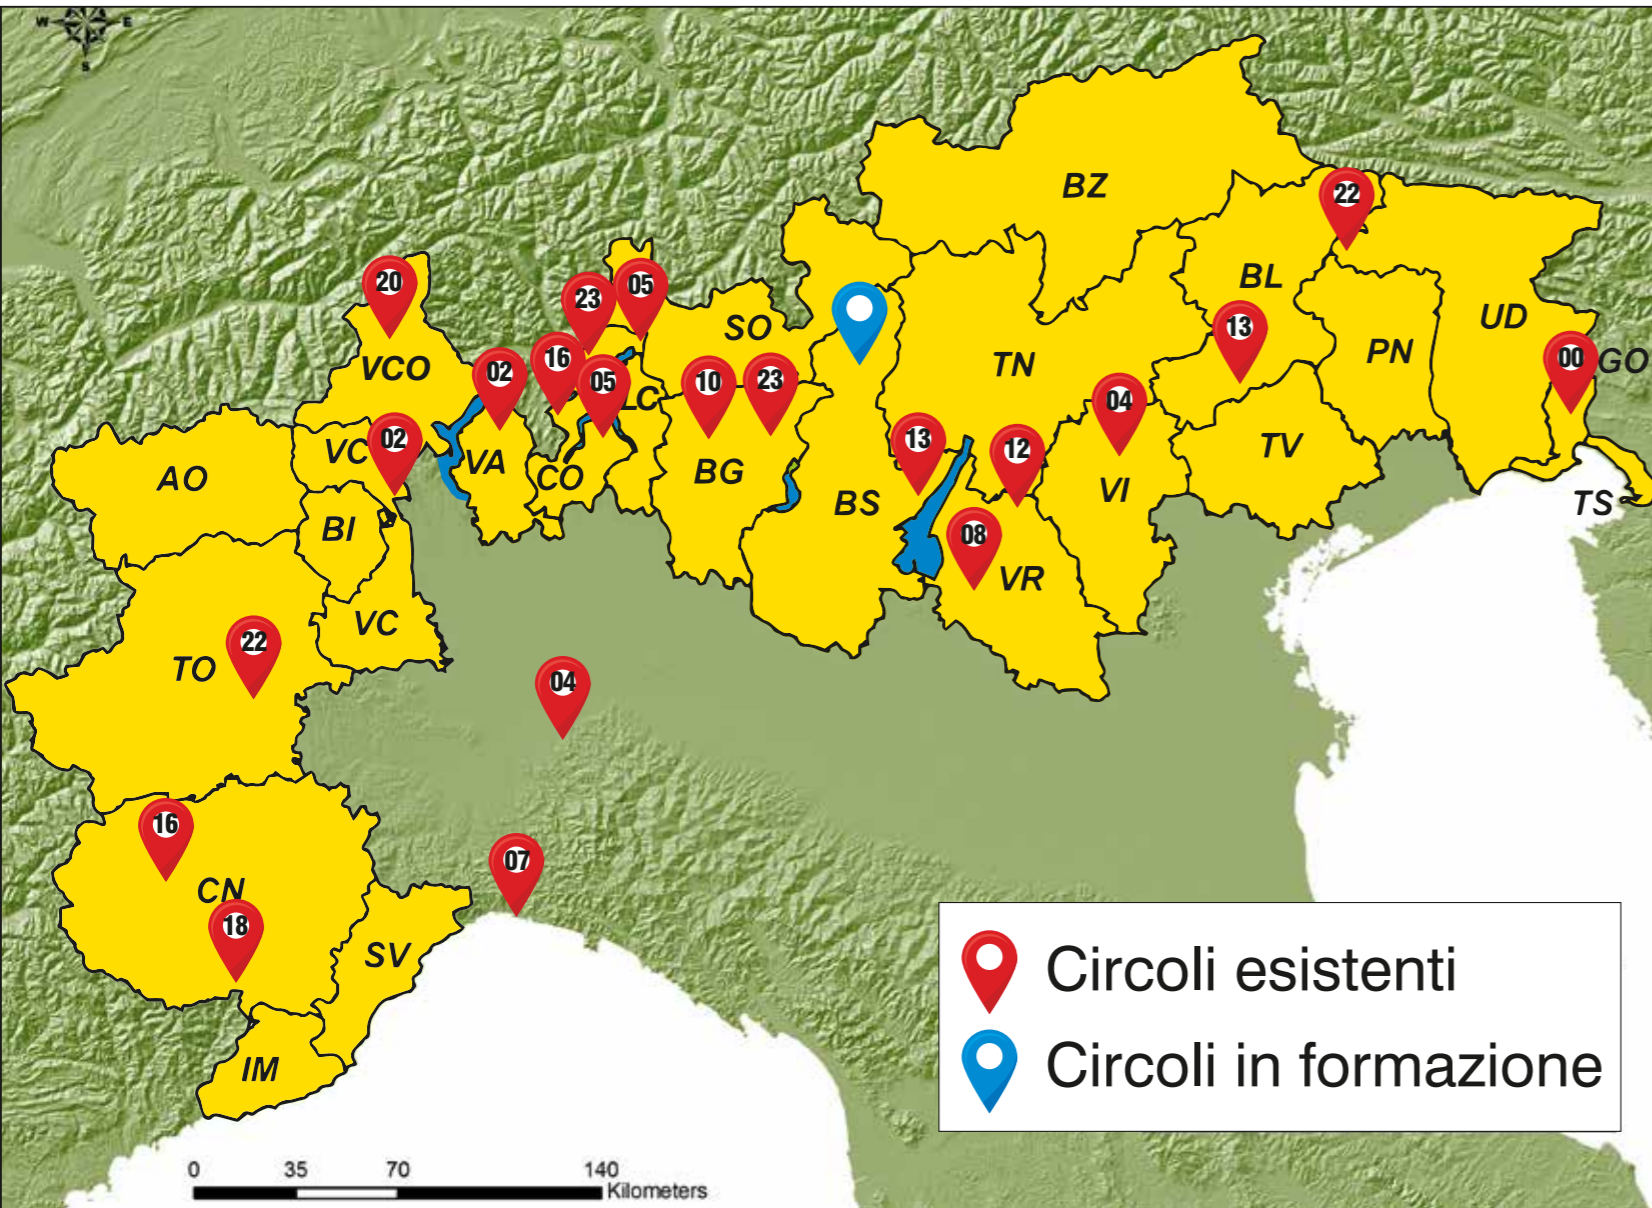 W E
S
BZ
22
BL
20
23
05
SO
UD
13
VCO
16
02
05
LC
10
23
TN
PN
00
GO
04
VC
02
VA
CO
BG
13
12
TV
AO
BS
VI
TS
BI
08
VR
VC
22
TO
04
16
07
CN
18
SV
IM
Circoli esistenti
Circoli in formazione
0 35 70 140
Kilometers